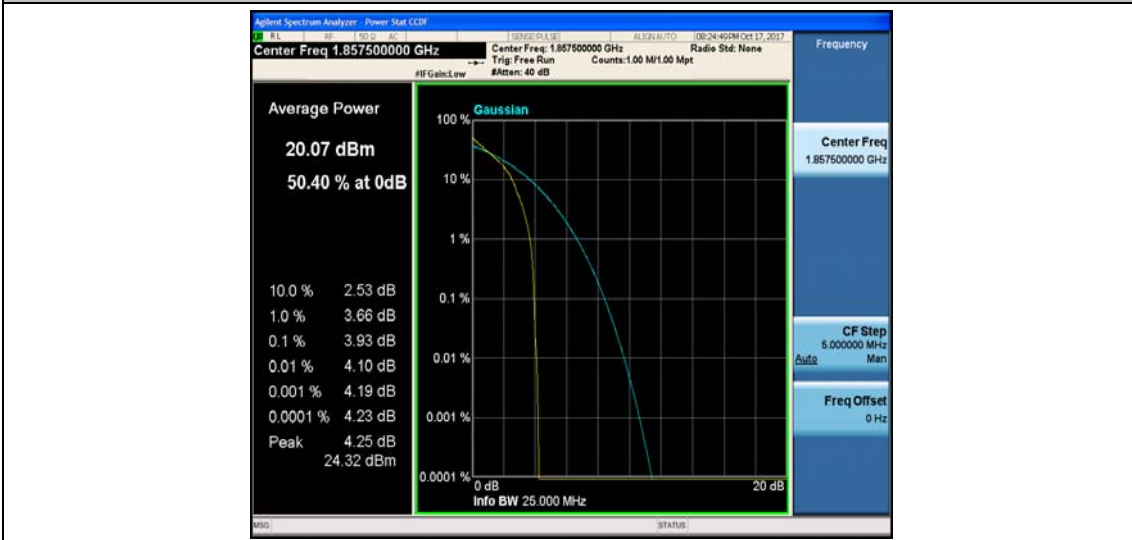 Agilent Spectrum Analyzer - Power Stat CCDF
RL RF 50 Ω AC SENSE:PULSE ALIGNAUTO 08:24:49PM Oct 17, 2017
Center Freq 1.857500000 GHz
Center Freq: 1.857500000 GHz Radio Std: None
Trig: Free Run Counts:1.00 M/1.00 Mpt
#IFGain:Low #Atten: 40 dB
Frequency
Average Power
20.07 dBm
50.40 % at 0dB
10.0 % 2.53 dB
1.0 % 3.66 dB
0.1 % 3.93 dB
0.01 % 4.10 dB
0.001 % 4.19 dB
0.0001 % 4.23 dB
Peak 4.25 dB
24.32 dBm
Gaussian
100 %
10 %
1 %
0.1 %
0.01 %
0.001 %
0.0001 %
0 dB 20 dB
Info BW 25.000 MHz
Center Freq
1.857500000 GHz
CF Step
5.000000 MHz
Auto Man
Freq Offset
0 Hz
MSG STATUS